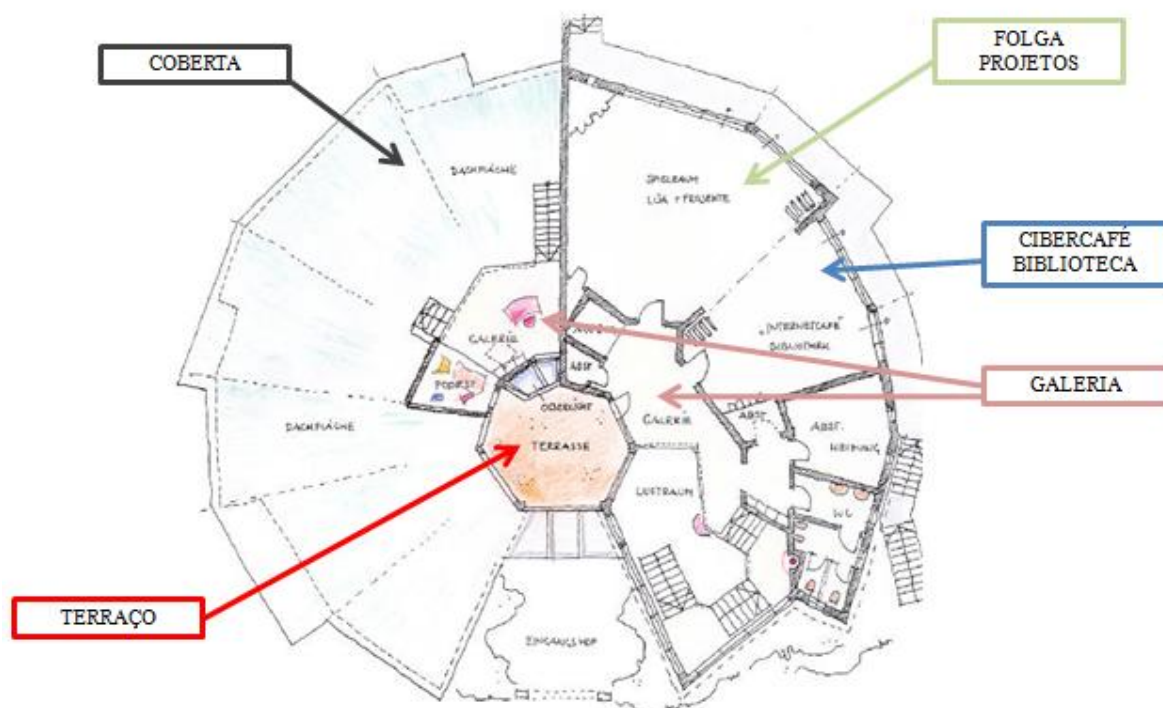 COBERTA
FOLGA
PROJETOS
DACHFLÄCHE
SPIELRAUM
CIBERCAFÉ
BIBLIOTECA
"INTERNETCAFÉ"
BIBLIOTHEK
GALERIE
ABST.
PODEST
GALERIA
OBERLICHT
GALERIE
ABST.
ABST.
TERRASSE
DACHFLÄCHE
LUFTRAUM
WC
TERRAÇO
EINGANGSHOF